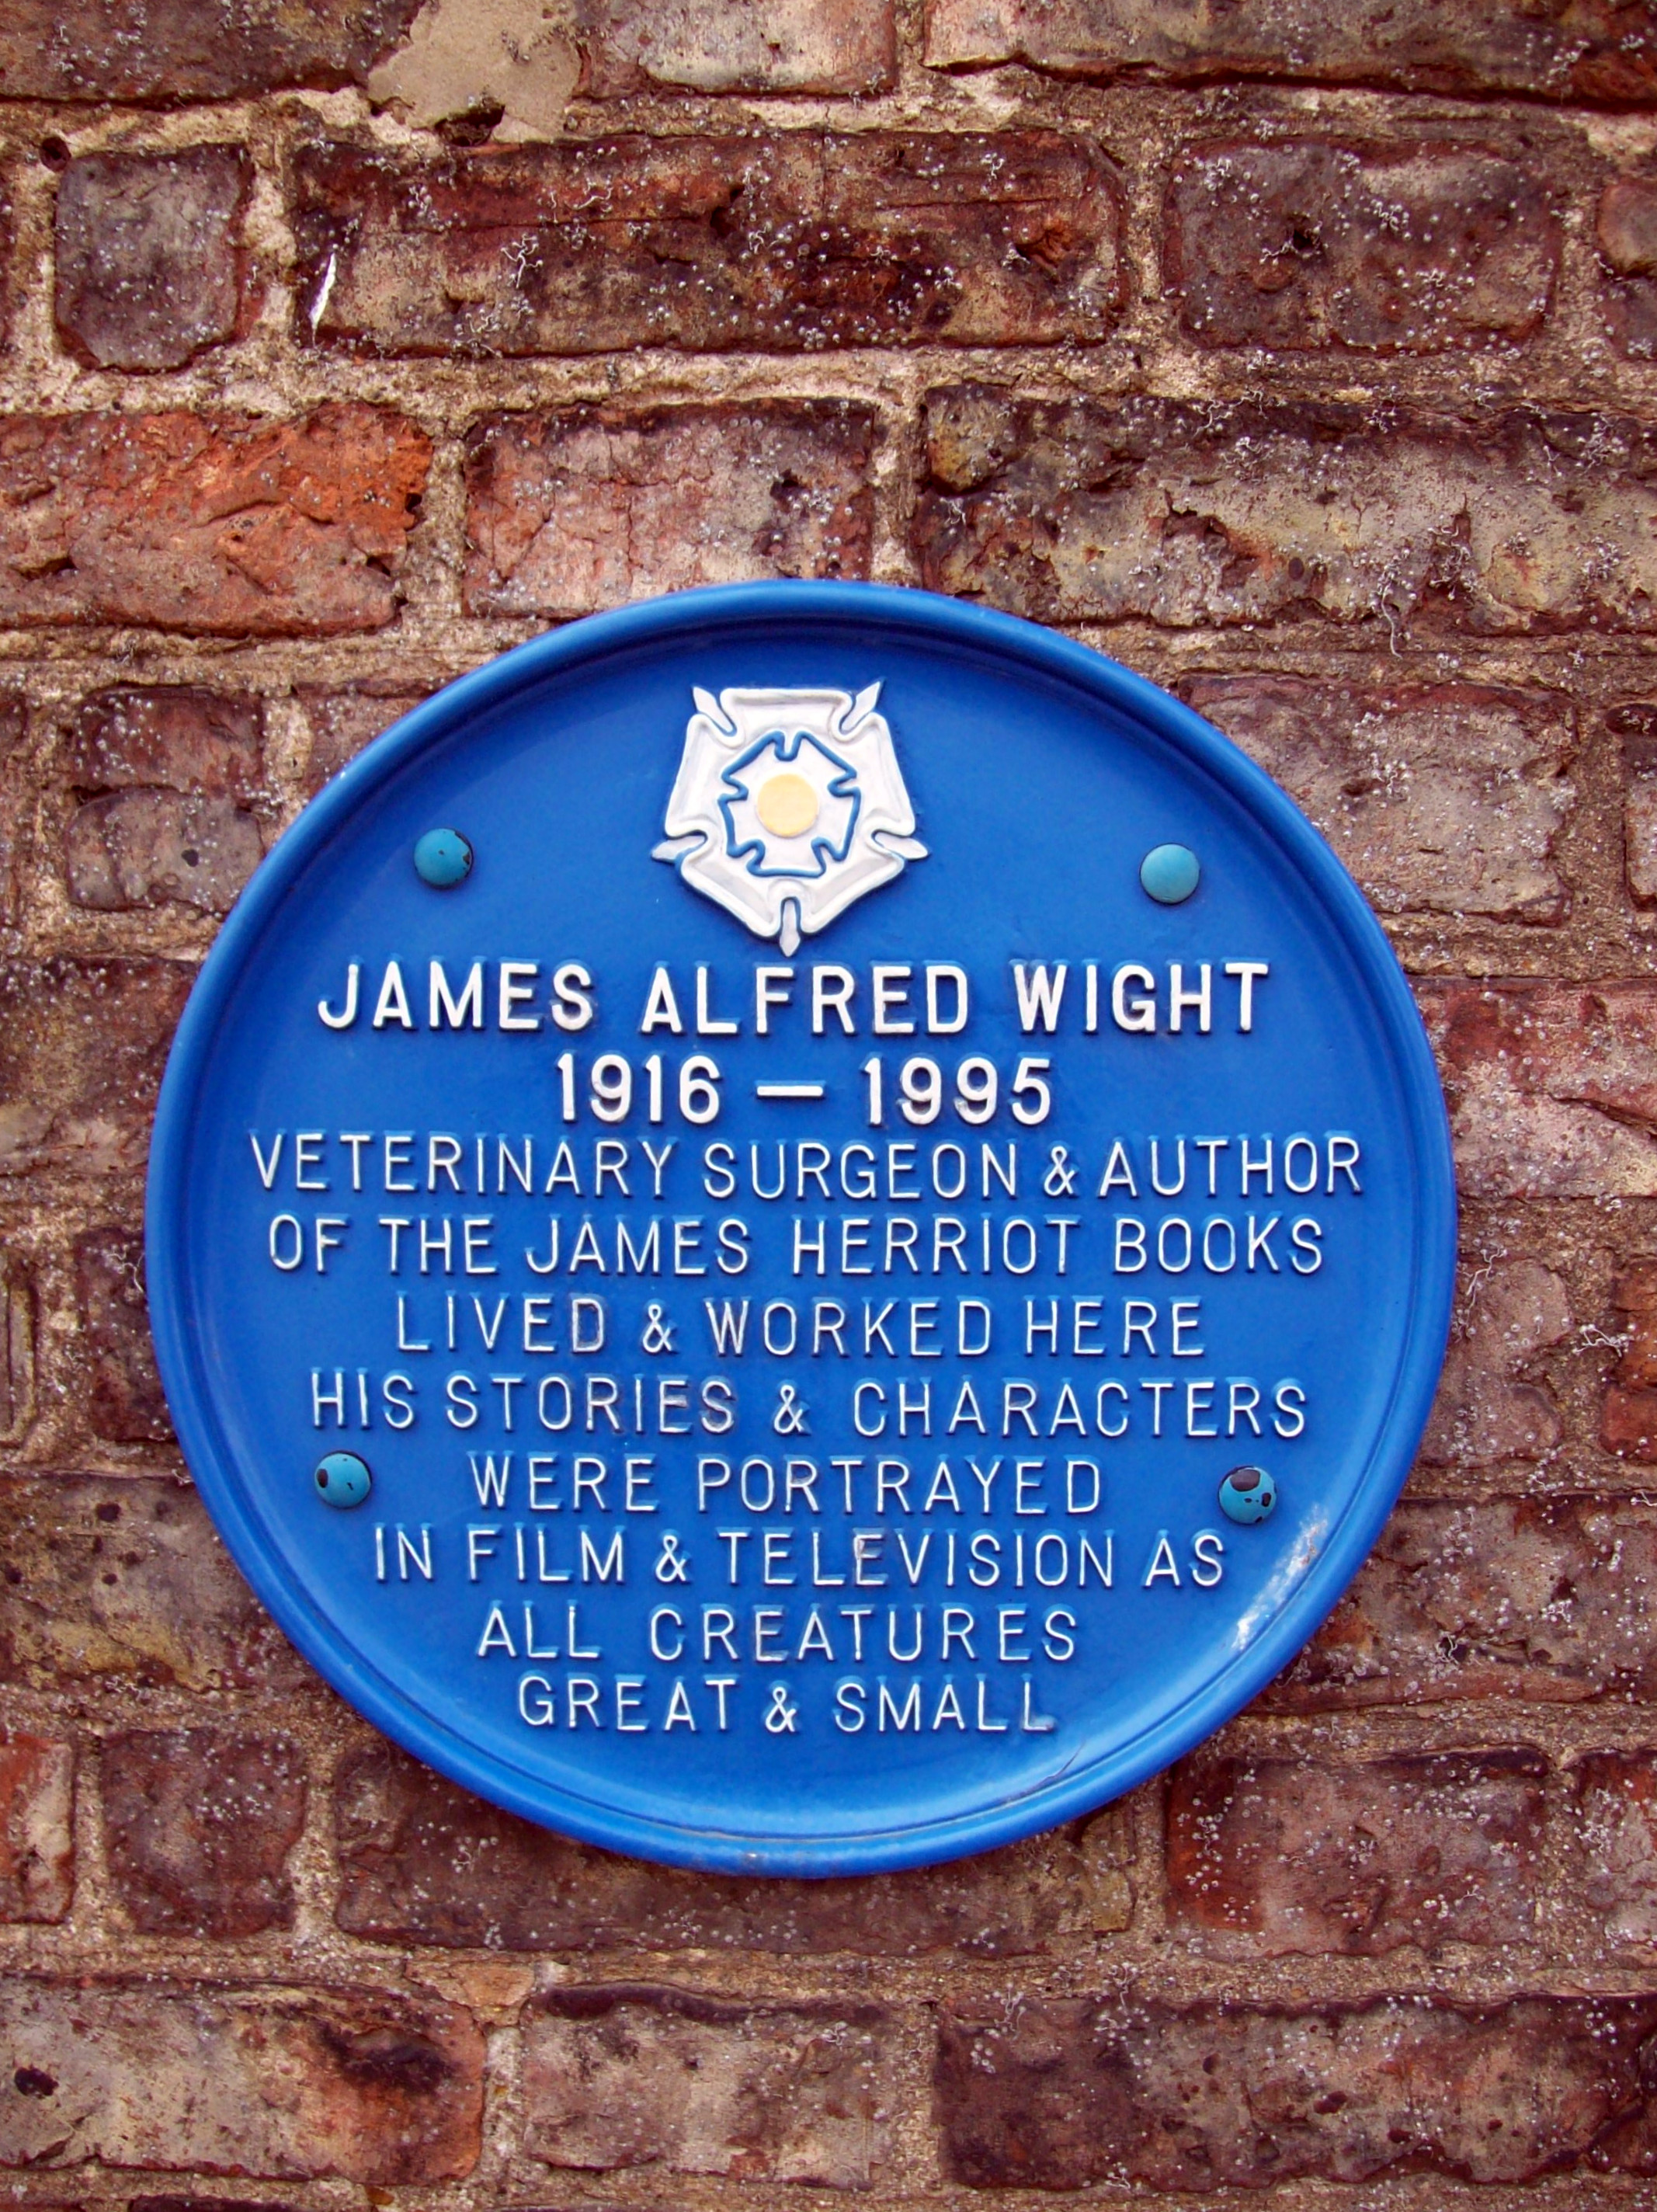 JAMES ALFRED WIGHT
1916 – 1995
VETERINARY SURGEON & AUTHOR
OF THE JAMES HERRIOT BOOKS
LIVED & WORKED HERE
HIS STORIES & CHARACTERS
WERE PORTRAYED
IN FILM & TELEVISION AS
ALL CREATURES
GREAT & SMALL